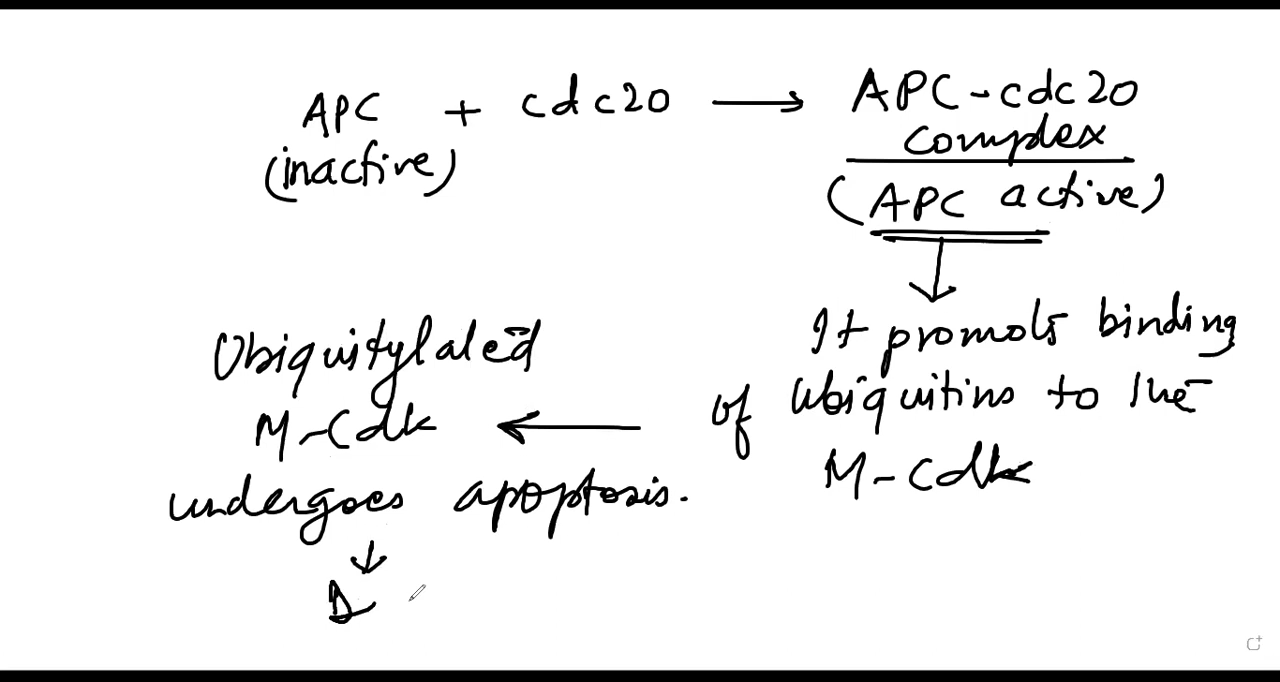 APC + cdc20 → APC-cdc20
complex
(inactive)
(APC active)
↓
It promots binding
of ubiquitins to the
M-cdk
←
Ubiquitylated
M-Cdk
undergoes apoptosis.
↓
D